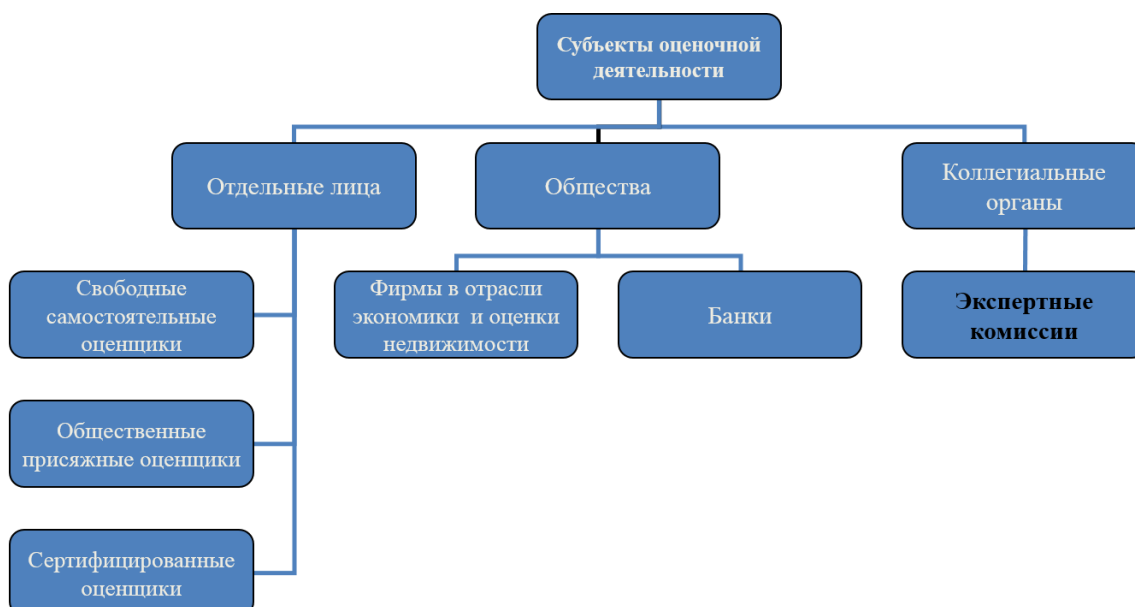 Субъекты оценочной
деятельности
Отдельные лица
Общества
Коллегиальные
органы
Свободные
самостоятельные
оценщики
Фирмы в отрасли
экономики и оценки
недвижимости
Банки
Экспертные
комиссии
Общественные
присяжные оценщики
Сертифицированные
оценщики